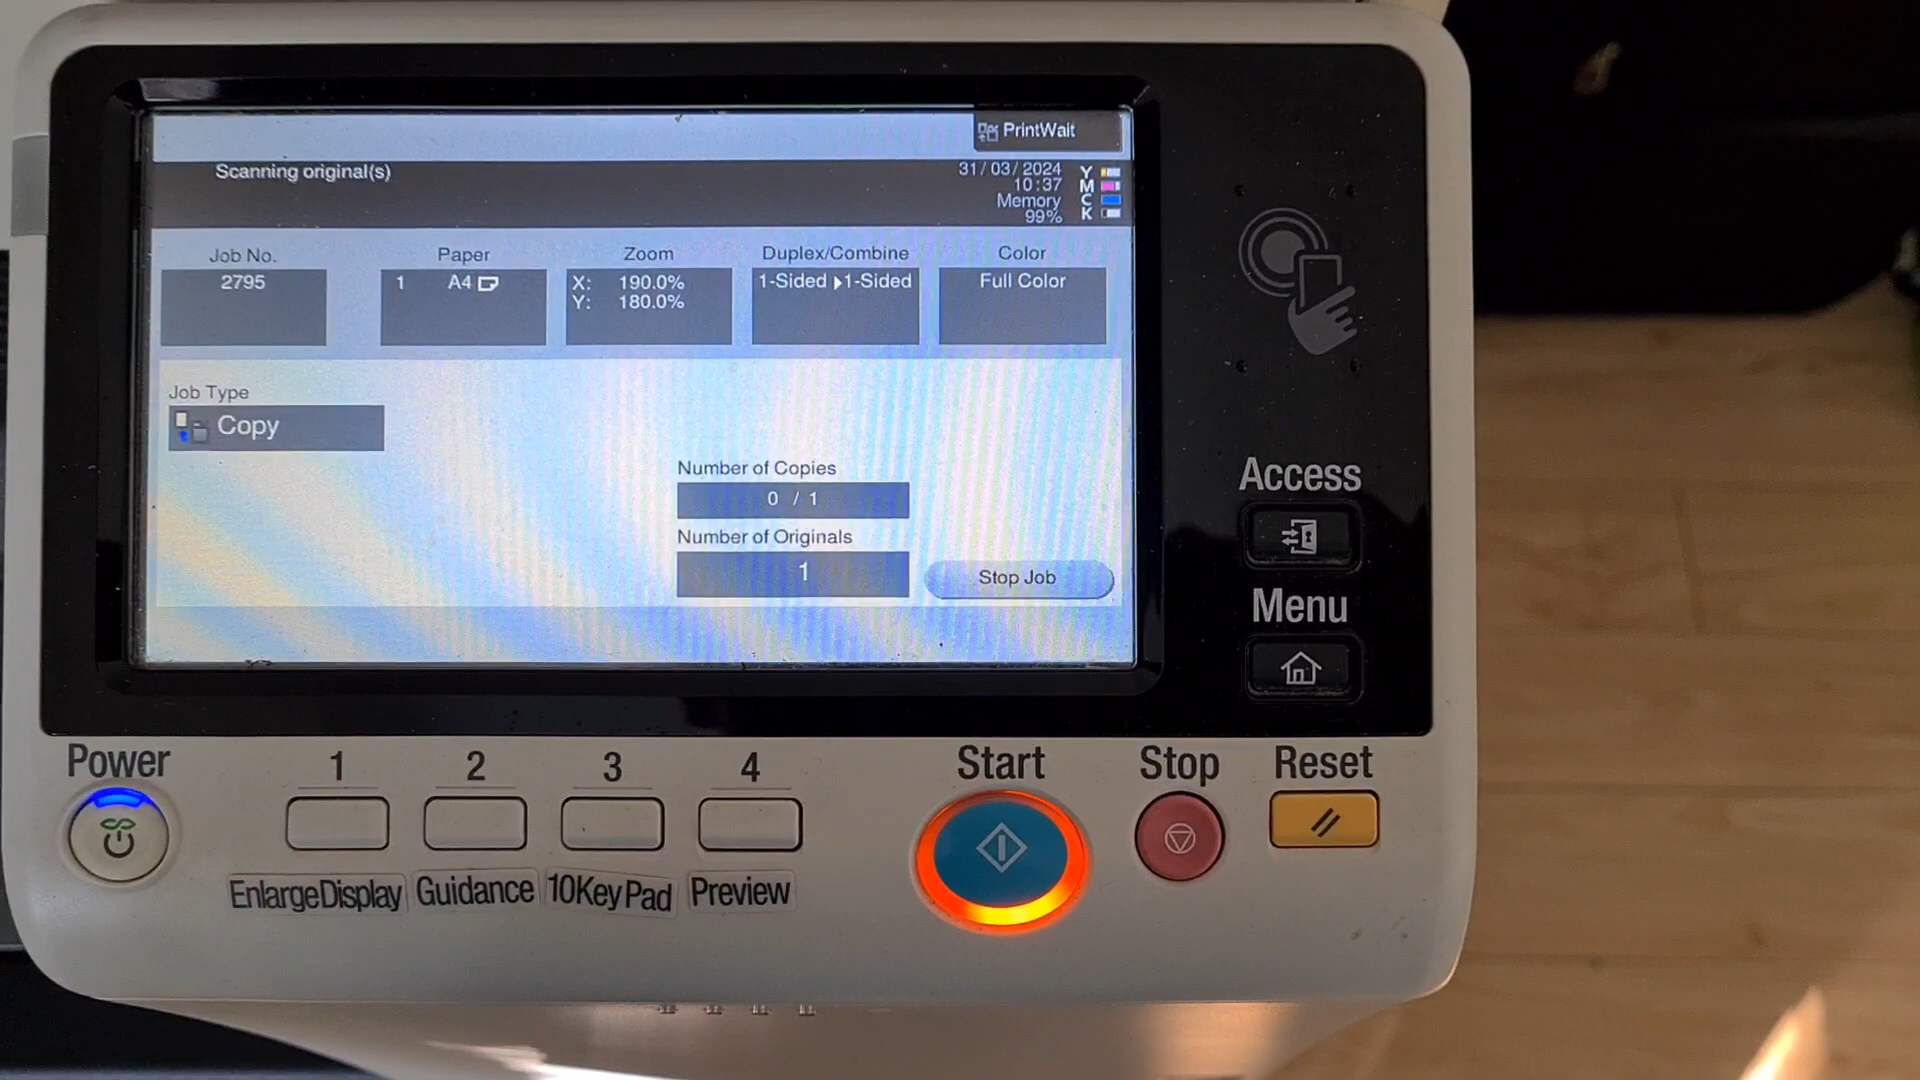 PrintWait
Scanning original(s)
31/03/2024
10:37
Memory
99%
Y
M
C
K
Job No.
2795
Paper
1 A4
Zoom
X: 190.0%
Y: 180.0%
Duplex/Combine
1-Sided ▶1-Sided
Color
Full Color
Job Type
Copy
Number of Copies
0 / 1
Number of Originals
1
Stop Job
Access
Menu
Power
1
2
3
4
Start
Stop
Reset
EnlargeDisplay
Guidance
10KeyPad
Preview